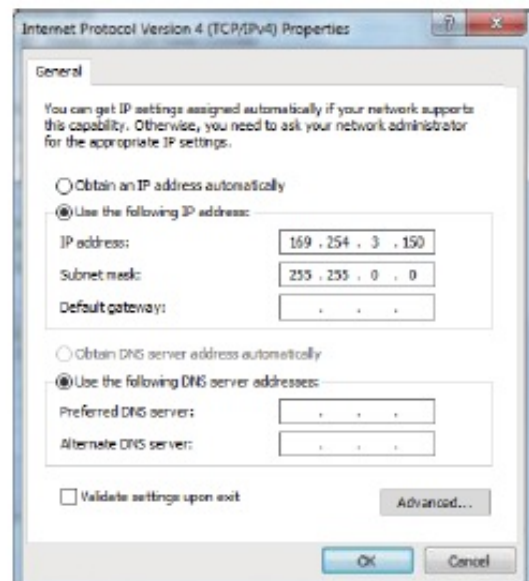 Internet Protocol Version 4 (TCP/IPv4) Properties
General
You can get IP settings assigned automatically if your network supports
this capability. Otherwise, you need to ask your network administrator
for the appropriate IP settings.
Obtain an IP address automatically
Use the following IP address:
IP address: 169 . 254 . 3 . 150
Subnet mask: 255 . 255 . 0 . 0
Default gateway: . . .
Obtain DNS server address automatically
Use the following DNS server addresses:
Preferred DNS server: . . .
Alternate DNS server: . . .
Validate settings upon exit
Advanced...
OK Cancel